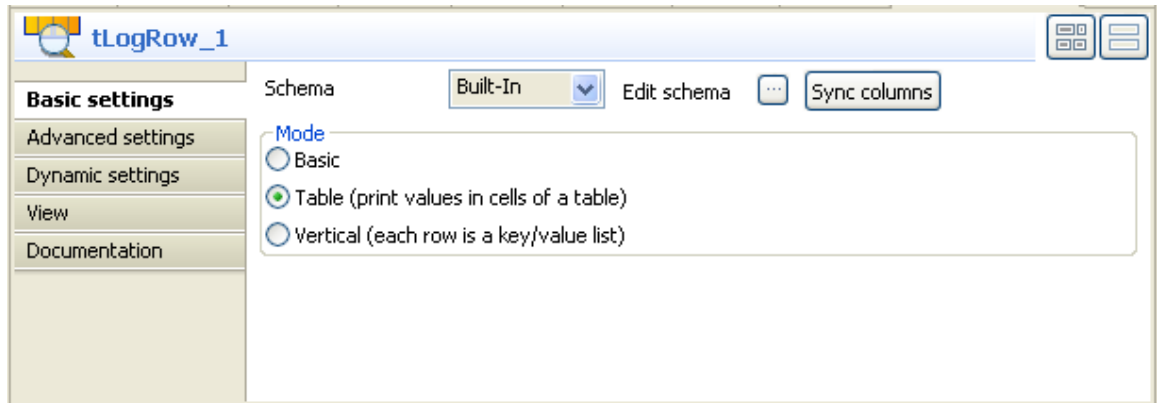 tLogRow_1
Basic settings
Advanced settings
Dynamic settings
View
Documentation
Schema Built-In Edit schema ... Sync columns
Mode
Basic
Table (print values in cells of a table)
Vertical (each row is a key/value list)